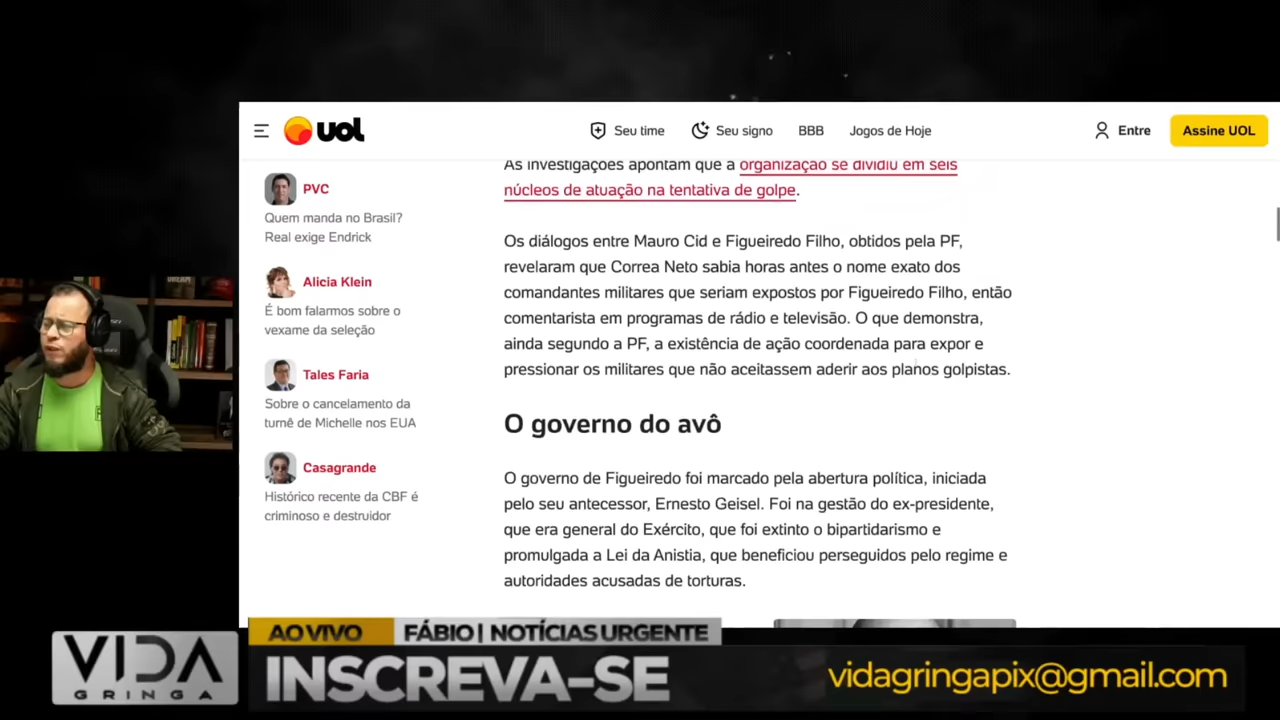 uol
Seu time
Seu signo
BBB
Jogos de Hoje
Entre
Assine UOL
PVC
Quem manda no Brasil?
Real exige Endrick
Alicia Klein
É bom falarmos sobre o
vexame da seleção
Tales Faria
Sobre o cancelamento da
turnê de Michelle nos EUA
Casagrande
Histórico recente da CBF é
criminoso e destruidor
As investigações apontam que a organização se dividiu em seis
núcleos de atuação na tentativa de golpe.
Os diálogos entre Mauro Cid e Figueiredo Filho, obtidos pela PF,
revelaram que Correa Neto sabia horas antes o nome exato dos
comandantes militares que seriam expostos por Figueiredo Filho, então
comentarista em programas de rádio e televisão. O que demonstra,
ainda segundo a PF, a existência de ação coordenada para expor e
pressionar os militares que não aceitassem aderir aos planos golpistas.
O governo do avô
O governo de Figueiredo foi marcado pela abertura política, iniciada
pelo seu antecessor, Ernesto Geisel. Foi na gestão do ex-presidente,
que era general do Exército, que foi extinto o bipartidarismo e
promulgada a Lei da Anistia, que beneficiou perseguidos pelo regime e
autoridades acusadas de torturas.
VIDA
GRINGA
AO VIVO
FÁBIO | NOTÍCIAS URGENTE
INSCREVA-SE
vidagringapix@gmail.com